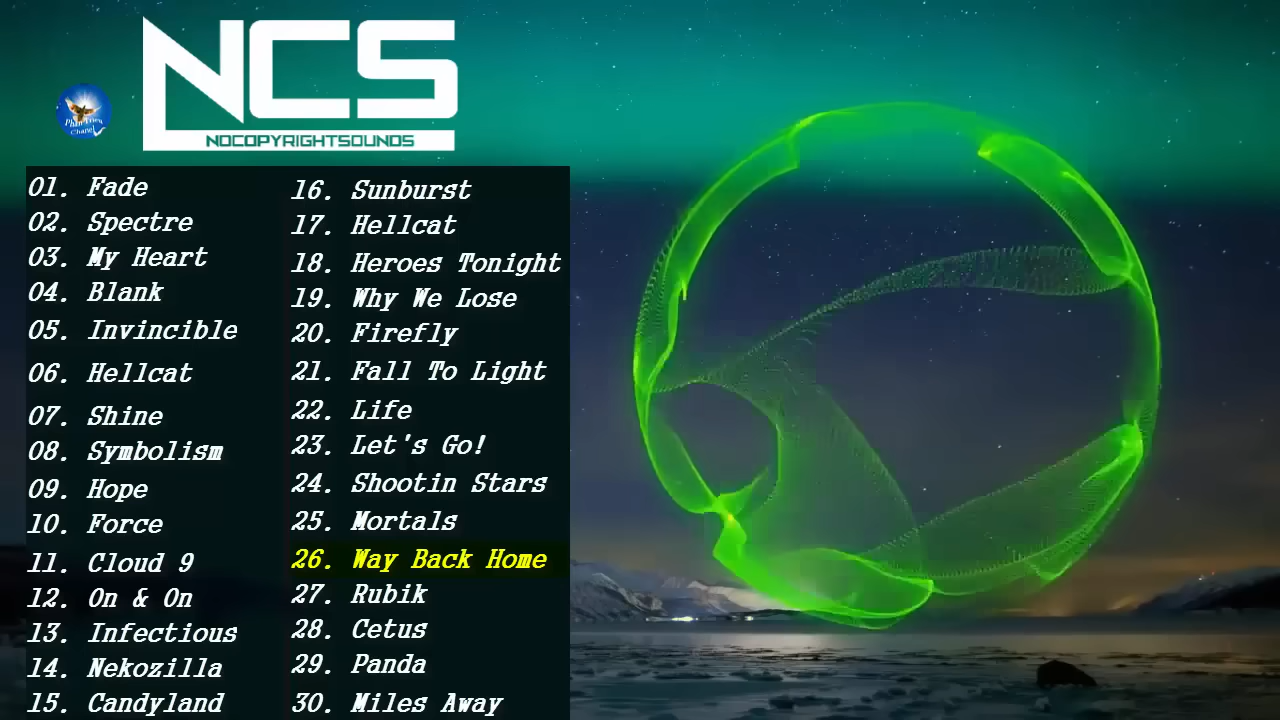 NCS
NOCOPYRIGHTSOUNDS
01. Fade
02. Spectre
03. My Heart
04. Blank
05. Invincible
06. Hellcat
07. Shine
08. Symbolism
09. Hope
10. Force
11. Cloud 9
12. On & On
13. Infectious
14. Nekozilla
15. Candyland
16. Sunburst
17. Hellcat
18. Heroes Tonight
19. Why We Lose
20. Firefly
21. Fall To Light
22. Life
23. Let's Go!
24. Shootin Stars
25. Mortals
26. Way Back Home
27. Rubik
28. Cetus
29. Panda
30. Miles Away